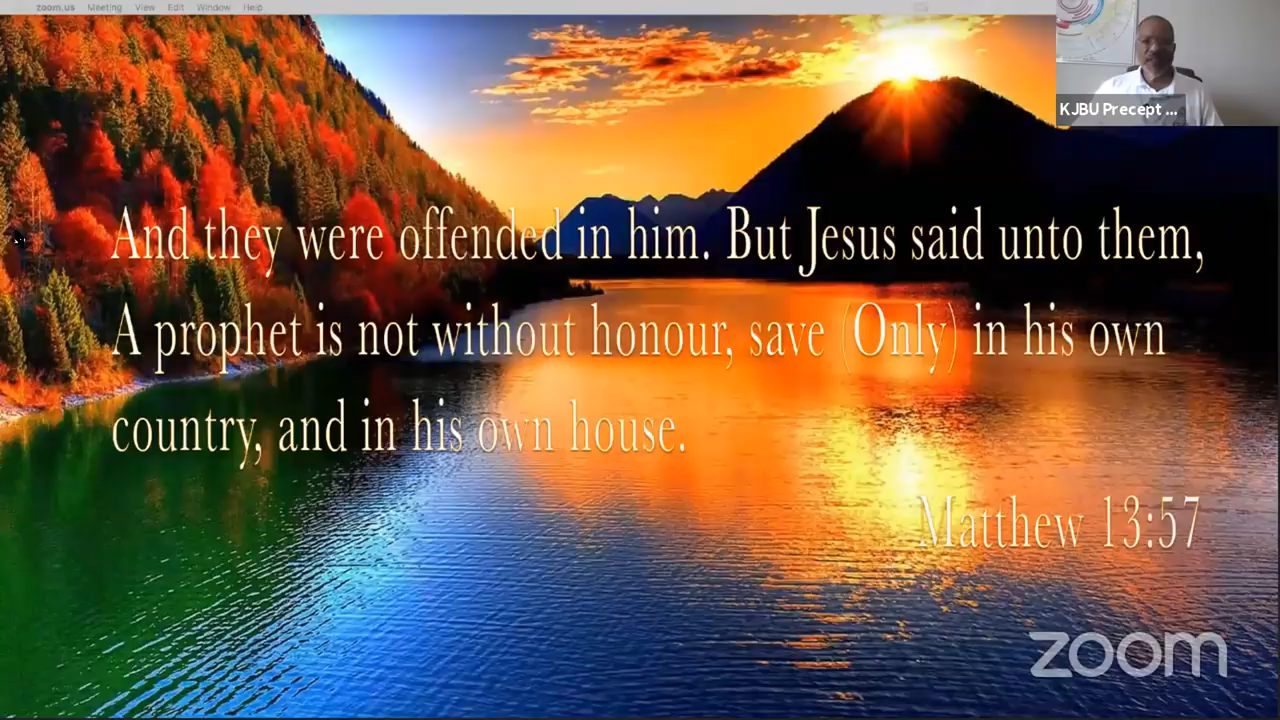 zoom.us Meeting View Edit Window Help
KJBU Precept ...
And they were offended in him. But Jesus said unto them,
A prophet is not without honour, save (Only) in his own
country, and in his own house.
Matthew 13:57
zoom